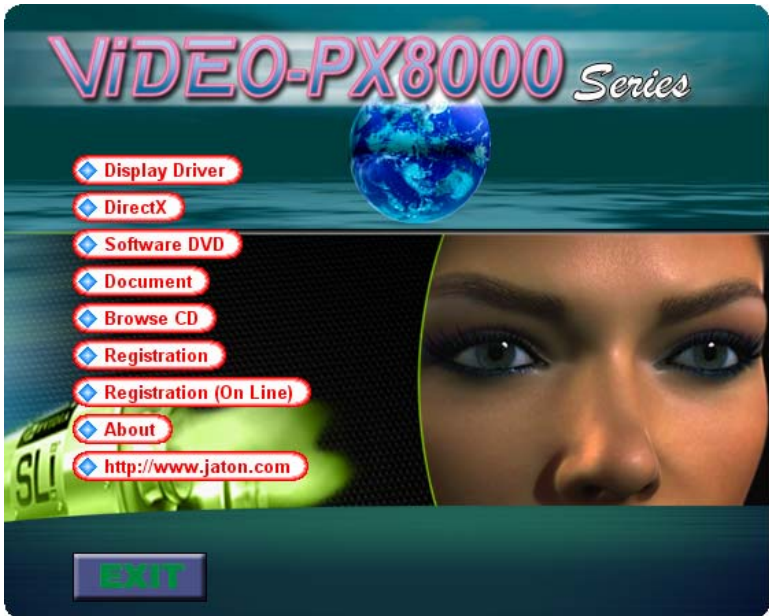 ViDEO-PX8000 Series
Display Driver
DirectX
Software DVD
Document
Browse CD
Registration
Registration (On Line)
About
http://www.jaton.com
SLi
EXIT